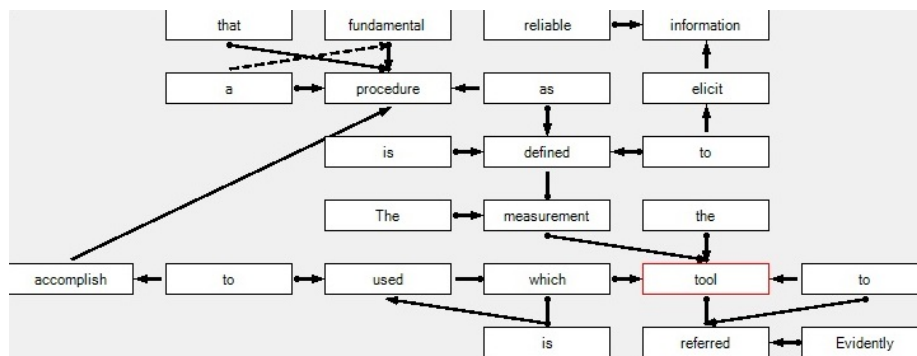 that fundamental reliable information
a procedure as elicit
is defined to
The measurement the
accomplish to used which tool to
is referred Evidently